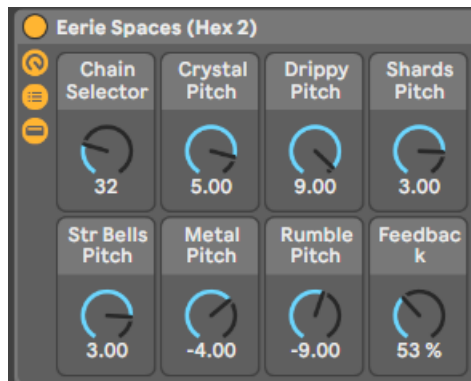 Eerie Spaces (Hex 2)
Chain Selector
Crystal Pitch
Drippy Pitch
Shards Pitch
32
5.00
9.00
3.00
Str Bells Pitch
Metal Pitch
Rumble Pitch
Feedbac
k
3.00
-4.00
-9.00
53 %